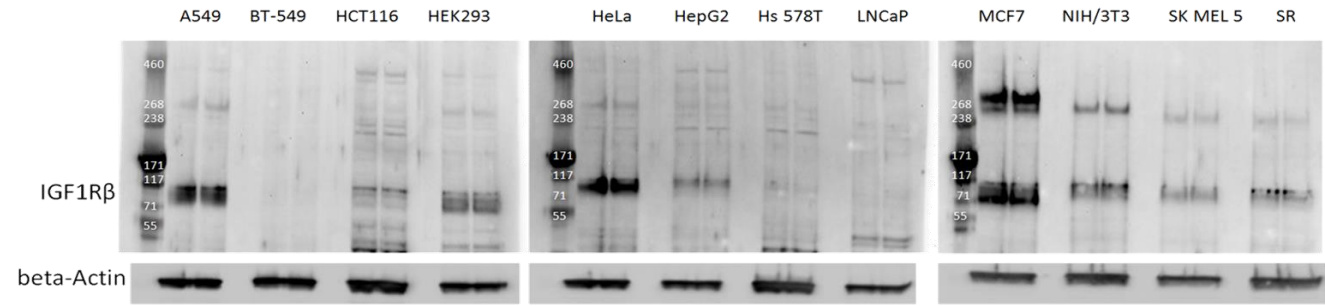 A549 BT-549 HCT116 HEK293 HeLa HepG2 Hs 578T LNCaP MCF7 NIH/3T3 SK MEL 5 SR
460 460 460
268 268 268
238 238 238
171 171 171
117 117 117
IGF1Rβ 71 71 71
55 55 55
beta-Actin